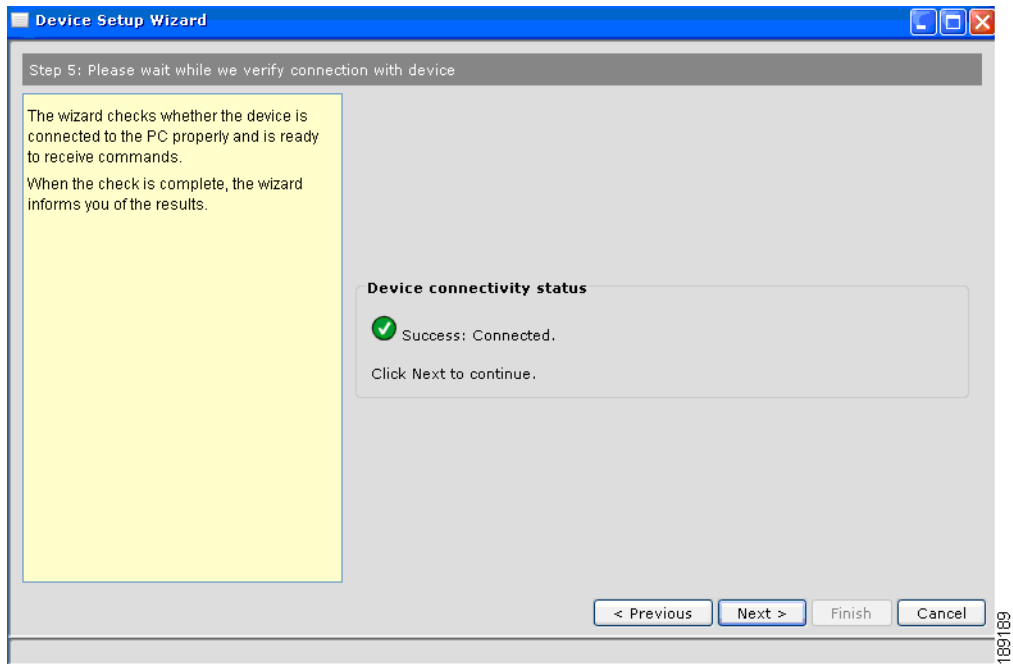 Device Setup Wizard
Step 5: Please wait while we verify connection with device
The wizard checks whether the device is
connected to the PC properly and is ready
to receive commands.
When the check is complete, the wizard
informs you of the results.
Device connectivity status
Success: Connected.
Click Next to continue.
< Previous
Next >
Finish
Cancel
189189